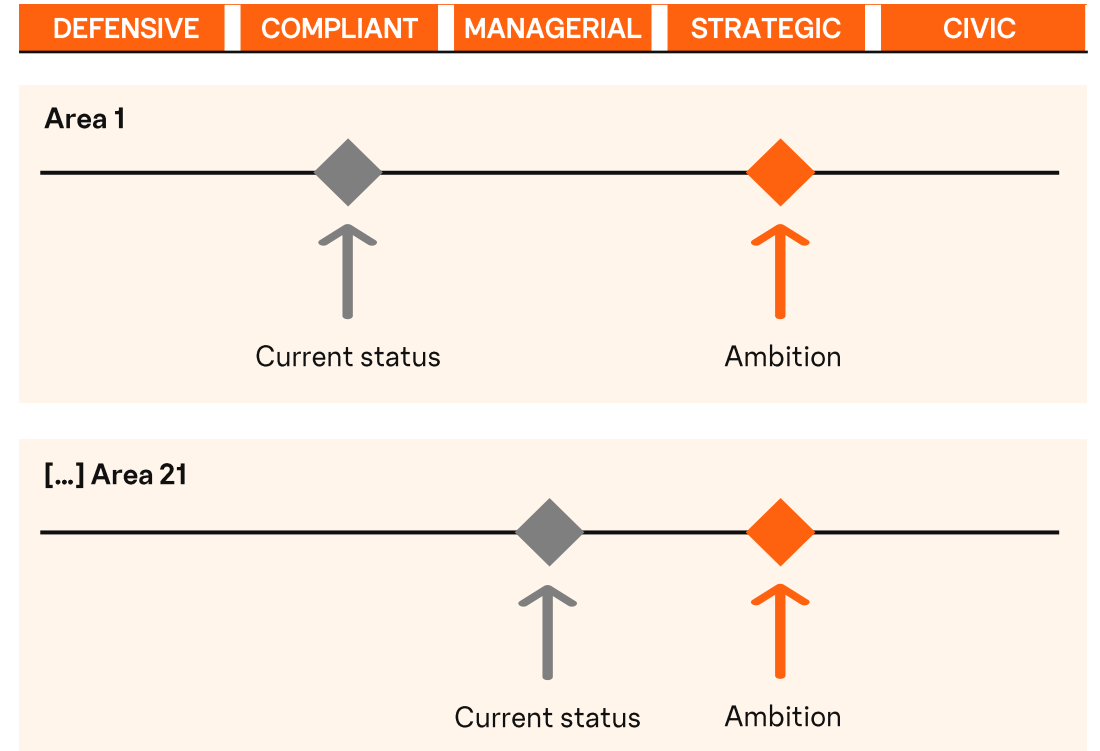 DEFENSIVE COMPLIANT MANAGERIAL STRATEGIC CIVIC
Area 1
Current status Ambition
[...] Area 21
Current status Ambition